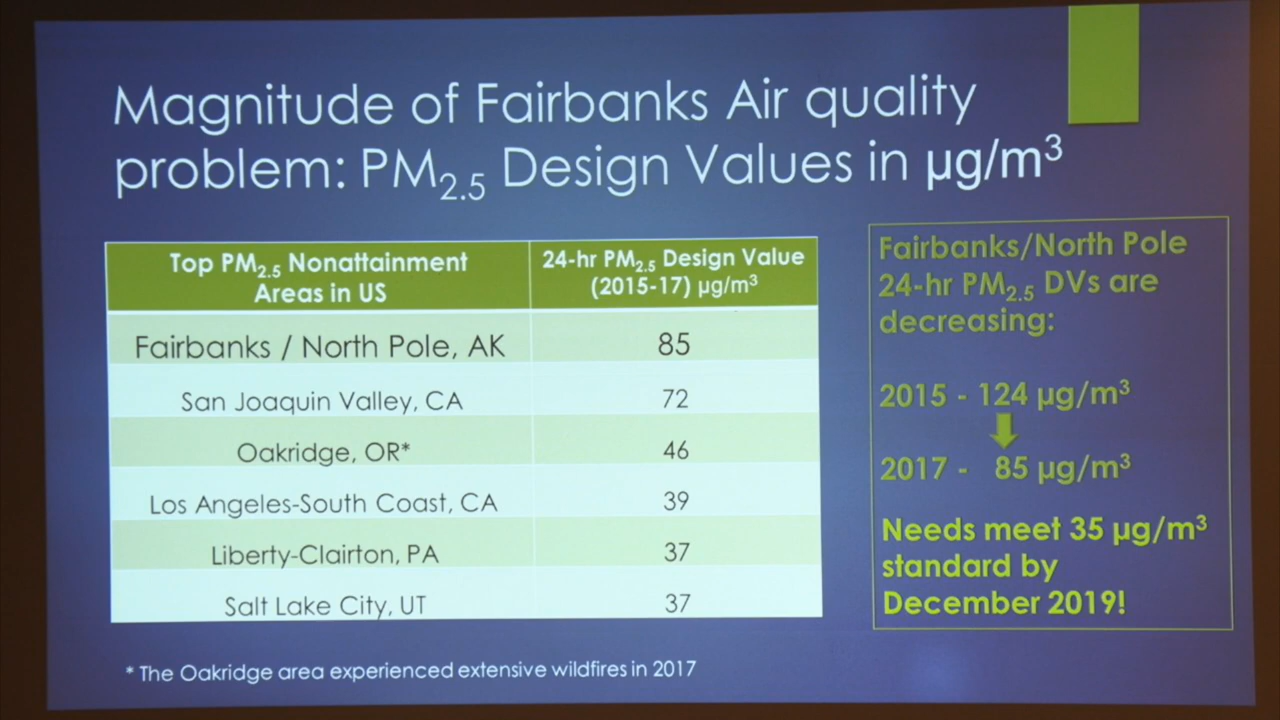 Magnitude of Fairbanks Air quality
problem: PM2.5 Design Values in µg/m³
Top PM2.5 Nonattainment
Areas in US
24-hr PM2.5 Design Value
(2015-17) µg/m³
Fairbanks / North Pole, AK
85
San Joaquin Valley, CA
72
Oakridge, OR*
46
Los Angeles-South Coast, CA
39
Liberty-Clairton, PA
37
Salt Lake City, UT
37
* The Oakridge area experienced extensive wildfires in 2017
Fairbanks/North Pole
24-hr PM2.5 DVs are
decreasing:
2015 - 124 µg/m³
2017 - 85 µg/m³
Needs meet 35 µg/m³
standard by
December 2019!